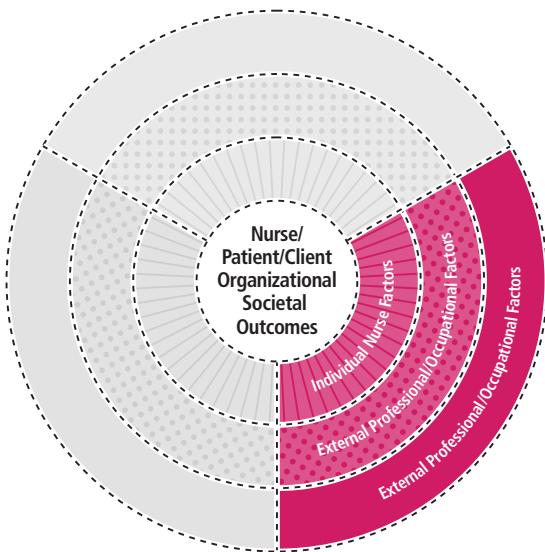 Nurse/
Patient/Client
Organizational
Societal
Outcomes
Individual Nurse Factors
External Professional/Occupational Factors
External Professional/Occupational Factors